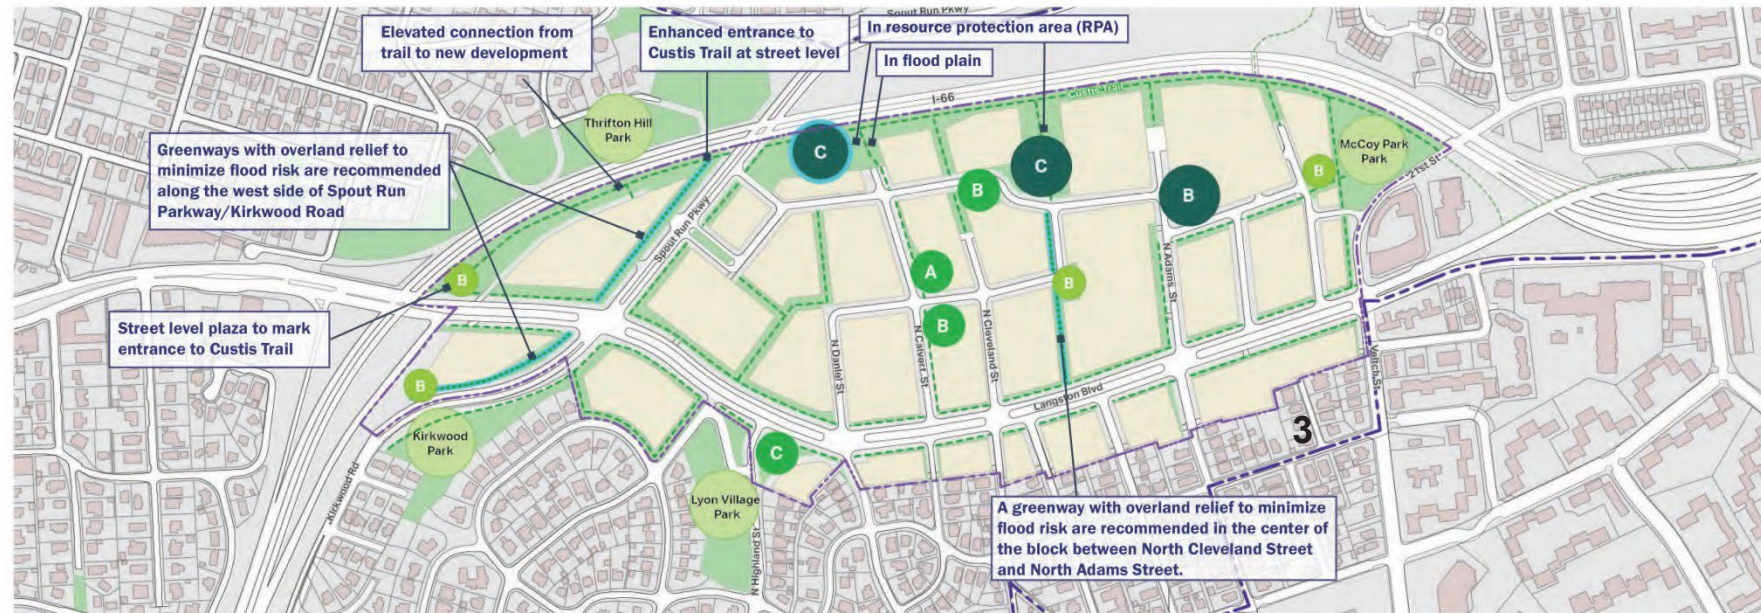 Spout Run Pkwy
Elevated connection from
trail to new development
Enhanced entrance to
Custis Trail at street level
In resource protection area (RPA)
In flood plain
I-66
Custis Trail
Thrifton Hill
Park
McCoy Park
Park
21st St
Greenways with overland relief to
minimize flood risk are recommended
along the west side of Spout Run
Parkway/Kirkwood Road
C
C
B
B
B
Spout Run Pkwy
N Adams St
A
B
B
B
Street level plaza to mark
entrance to Custis Trail
N Daniel St
N Calvert St
N Cleveland St
Veitch St
B
Langston Blvd
Kirkwood
Park
C
3
Kirkwood Rd
Lyon Village
Park
N Highland St
A greenway with overland relief to minimize
flood risk are recommended in the center of
the block between North Cleveland Street
and North Adams Street.